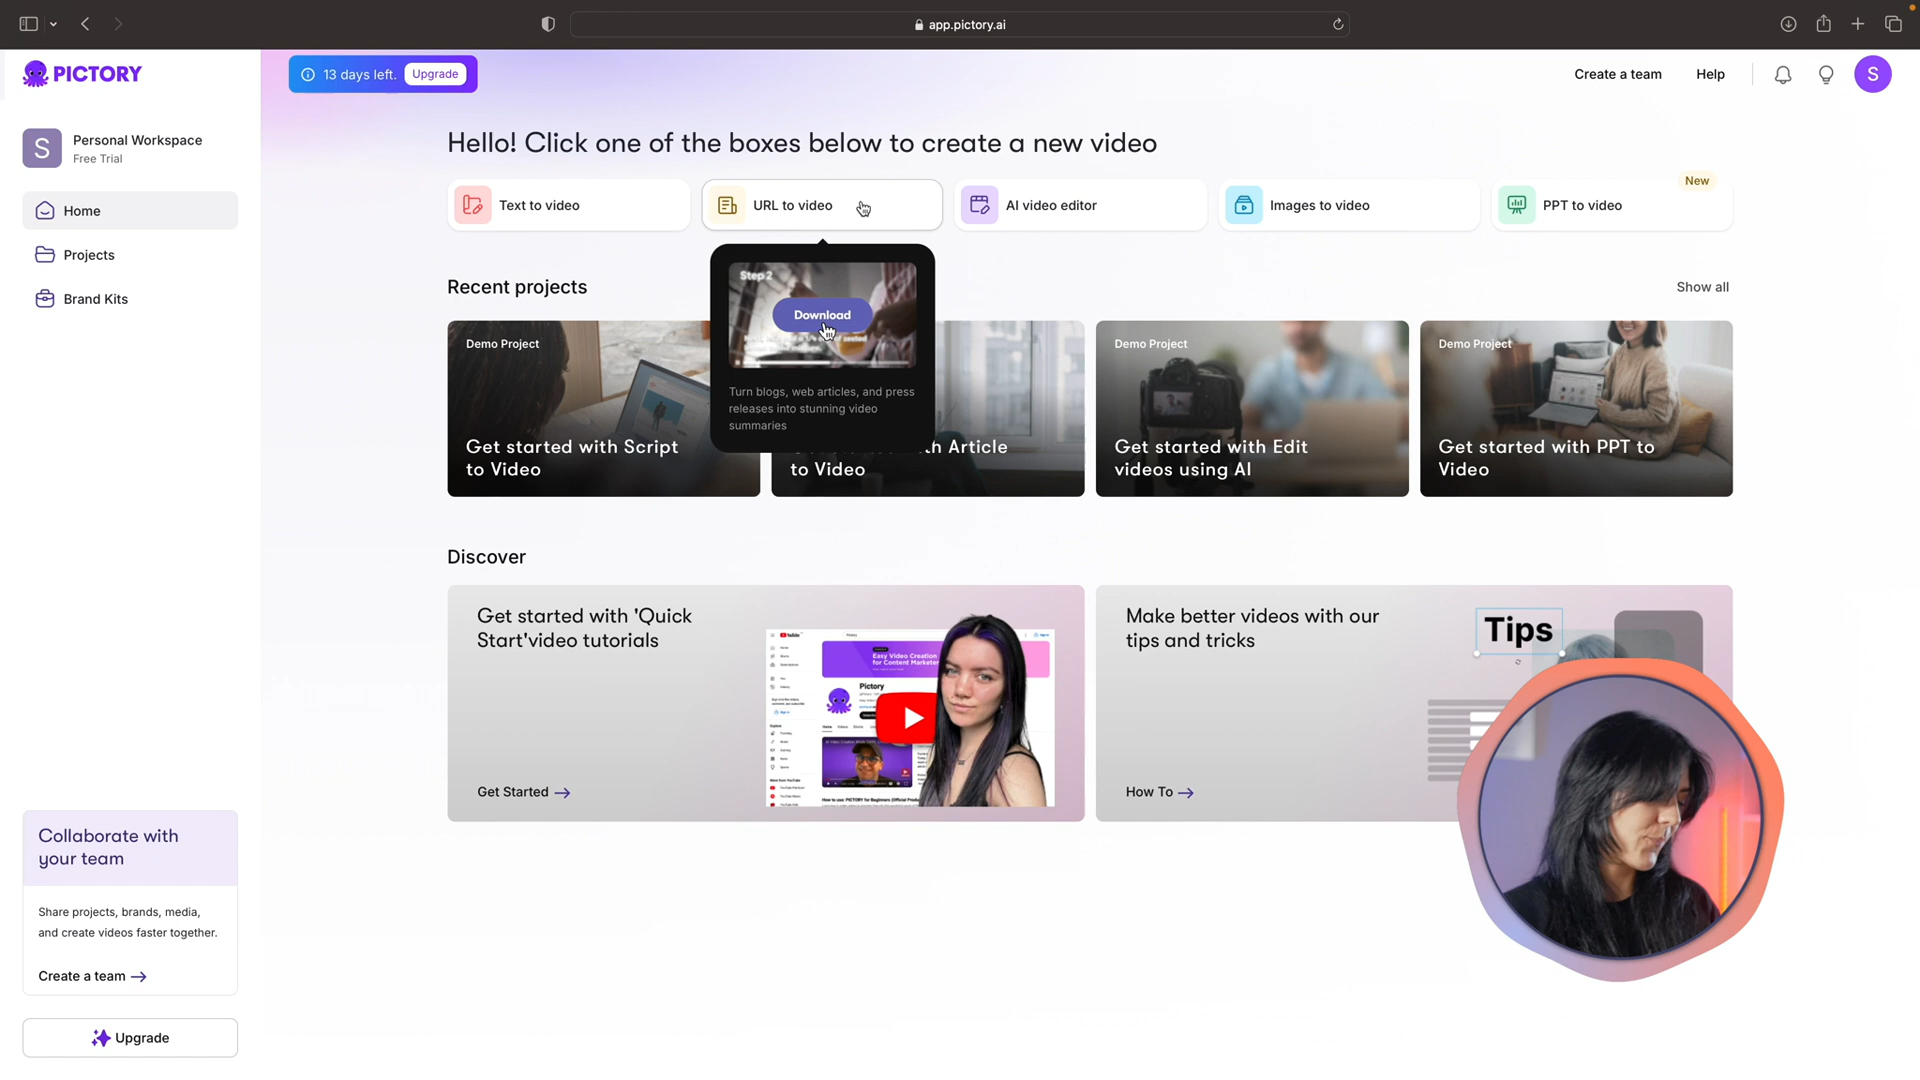 app.pictory.ai
PICTORY
13 days left. Upgrade
Create a team
Help
S
S
Personal Workspace
Free Trial
Home
Projects
Brand Kits
Hello! Click one of the boxes below to create a new video
Text to video
URL to video
AI video editor
Images to video
New
PPT to video
Step 2
Download
Turn blogs, web articles, and press
releases into stunning video
summaries
Recent projects
Show all
Demo Project
Get started with Script
to Video
Article
to Video
Demo Project
Get started with Edit
videos using AI
Demo Project
Get started with PPT to
Video
Discover
Get started with 'Quick
Start'video tutorials
Easy Video Creation
for Content Markete
Pictory
Get Started
Make better videos with our
tips and tricks
Tips
How To
Collaborate with
your team
Share projects, brands, media,
and create videos faster together.
Create a team
Upgrade